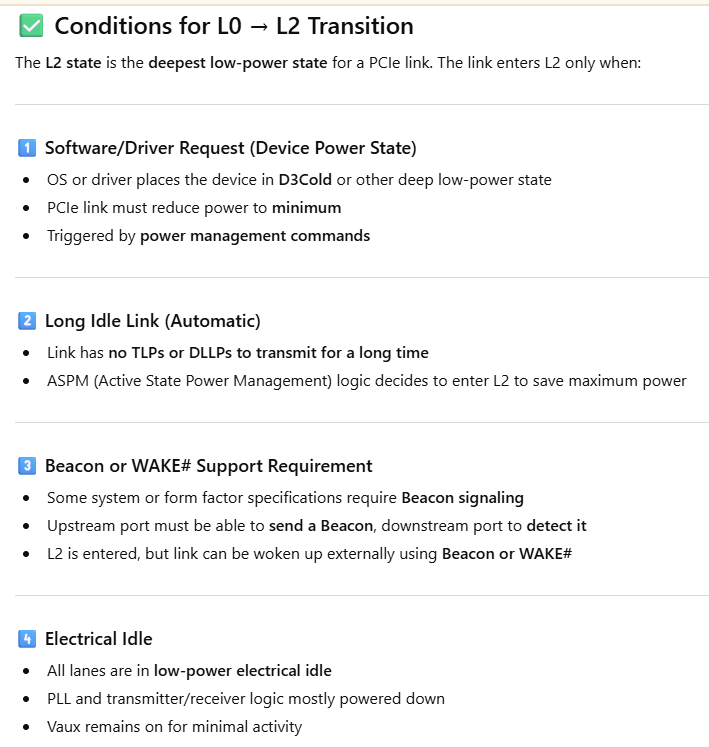 ✅ Conditions for L0 → L2 Transition
The L2 state is the deepest low-power state for a PCIe link. The link enters L2 only when:
1️⃣ Software/Driver Request (Device Power State)
• OS or driver places the device in D3Cold or other deep low-power state
• PCIe link must reduce power to minimum
• Triggered by power management commands
2️⃣ Long Idle Link (Automatic)
• Link has no TLPs or DLLPs to transmit for a long time
• ASPM (Active State Power Management) logic decides to enter L2 to save maximum power
3️⃣ Beacon or WAKE# Support Requirement
• Some system or form factor specifications require Beacon signaling
• Upstream port must be able to send a Beacon, downstream port to detect it
• L2 is entered, but link can be woken up externally using Beacon or WAKE#
4️⃣ Electrical Idle
• All lanes are in low-power electrical idle
• PLL and transmitter/receiver logic mostly powered down
• Vaux remains on for minimal activity